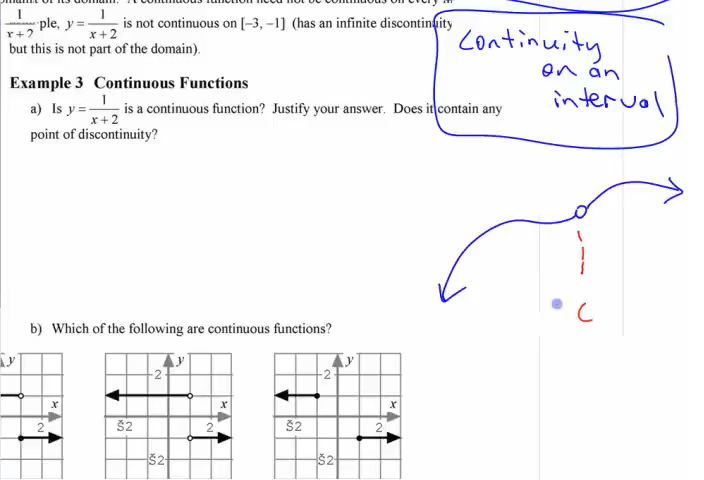 ple, y = 1/(x + 2) is not continuous on [−3, −1] (has an infinite discontinuity
but this is not part of the domain).
Continuity
on an
interval
Example 3 Continuous Functions
a) Is y = 1/(x + 2) is a continuous function? Justify your answer. Does it contain any
point of discontinuity?
C
b) Which of the following are continuous functions?
y
x
2
y
2
x
Š2
2
Š2
y
2
x
Š2
2
Š2